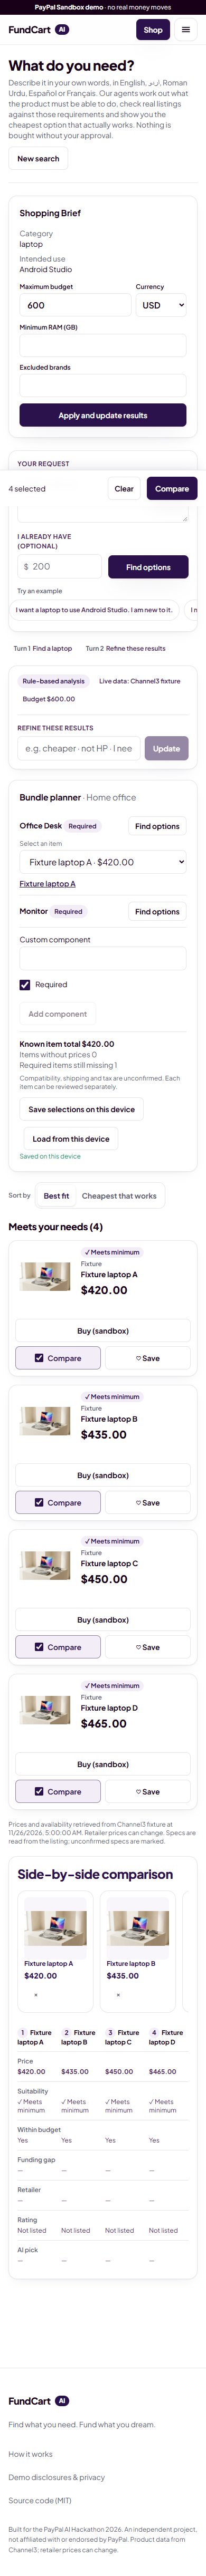 PayPal Sandbox demo · no real money moves
FundCart AI
Shop
What do you need?
Describe it in your own words, in English, اردو, Roman
Urdu, Español or Français. Our agents work out what
the product must be able to do, check real listings
against those requirements and show you the
cheapest option that actually works. Nothing is
bought without your approval.
New search
Shopping Brief
Category
laptop
Intended use
Android Studio
Maximum budget
Currency
600
USD
Minimum RAM (GB)
Excluded brands
Apply and update results
YOUR REQUEST
4 selected
Clear
Compare
I ALREADY HAVE
(OPTIONAL)
$ 200
Find options
Try an example
I want a laptop to use Android Studio. I am new to it.
Turn 1 Find a laptop
Turn 2 Refine these results
Rule-based analysis
Live data: Channel3 fixture
Budget $600.00
REFINE THESE RESULTS
e.g. cheaper · not HP · I nee
Update
Bundle planner · Home office
Office Desk Required
Find options
Select an item
Fixture laptop A · $420.00
Fixture laptop A
Monitor Required
Find options
Custom component
Required
Add component
Known item total $420.00
Items without prices 0
Required items still missing 1
Compatibility, shipping and tax are unconfirmed. Each
item can be reviewed separately.
Save selections on this device
Load from this device
Saved on this device
Sort by
Best fit
Cheapest that works
Meets your needs (4)
✓ Meets minimum
Fixture
Fixture laptop A
$420.00
Buy (sandbox)
Compare
♡ Save
✓ Meets minimum
Fixture
Fixture laptop B
$435.00
Buy (sandbox)
Compare
♡ Save
✓ Meets minimum
Fixture
Fixture laptop C
$450.00
Buy (sandbox)
Compare
♡ Save
✓ Meets minimum
Fixture
Fixture laptop D
$465.00
Buy (sandbox)
Compare
♡ Save
Prices and availability retrieved from Channel3 fixture at
11/26/2026, 5:00:00 AM. Retailer prices can change. Specs are
read from the listing; unconfirmed specs are marked.
Side-by-side comparison
Fixture laptop A
$420.00
×
Fixture laptop B
$435.00
×
1 Fixture laptop A
2 Fixture laptop B
3 Fixture laptop C
4 Fixture laptop D
Price
$420.00 $435.00 $450.00 $465.00
Suitability
✓ Meets minimum
✓ Meets minimum
✓ Meets minimum
✓ Meets minimum
Within budget
Yes Yes Yes Yes
Funding gap
— — — —
Retailer
— — — —
Rating
Not listed Not listed Not listed Not listed
AI pick
— — — —
FundCart AI
Find what you need. Fund what you dream.
How it works
Demo disclosures & privacy
Source code (MIT)
Built for the PayPal AI Hackathon 2026. An independent project,
not affiliated with or endorsed by PayPal. Product data from
Channel3; retailer prices can change.